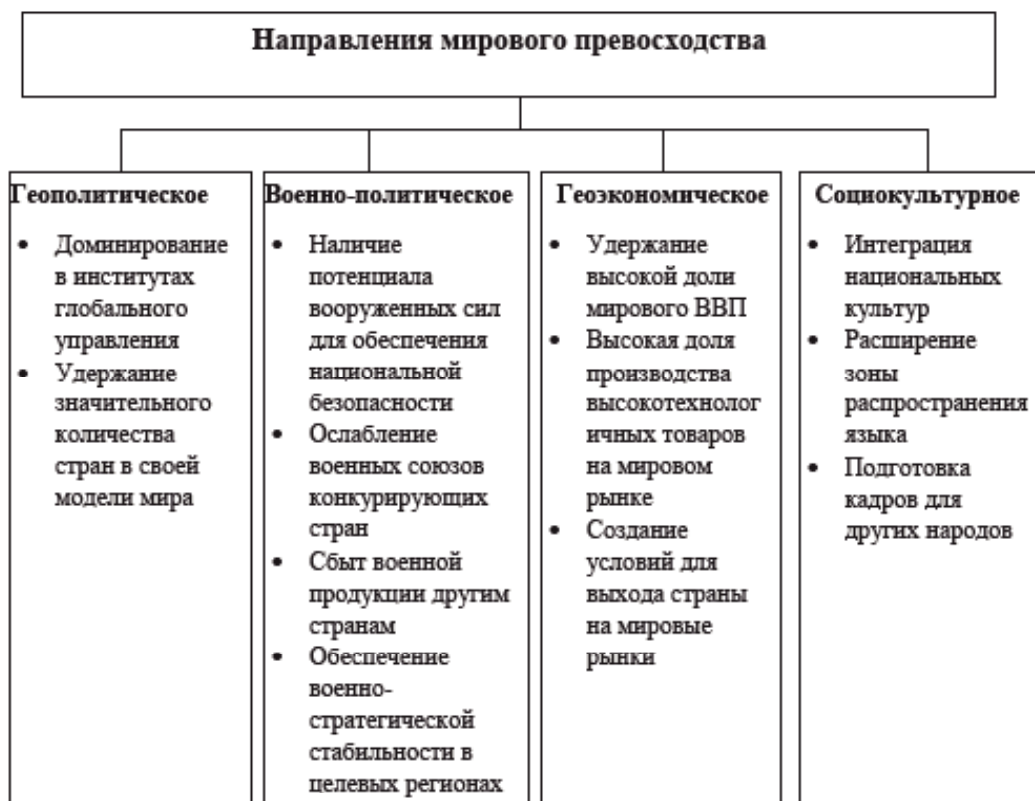 Направления мирового превосходства
Геополитическое
• Доминирование
в институтах
глобального
управления
• Удержание
значительного
количества
стран в своей
модели мира
Военно-политическое
• Наличие
потенциала
вооруженных сил
для обеспечения
национальной
безопасности
• Ослабление
военных союзов
конкурирующих
стран
• Сбыт военной
продукции другим
странам
• Обеспечение
военно-
стратегической
стабильности в
целевых регионах
Геоэкономическое
• Удержание
высокой доли
мирового ВВП
• Высокая доля
производства
высокотехнолог
ичных товаров
на мировом
рынке
• Создание
условий для
выхода страны
на мировые
рынки
Социокультурное
• Интеграция
национальных
культур
• Расширение
зоны
распространения
языка
• Подготовка
кадров для
других народов